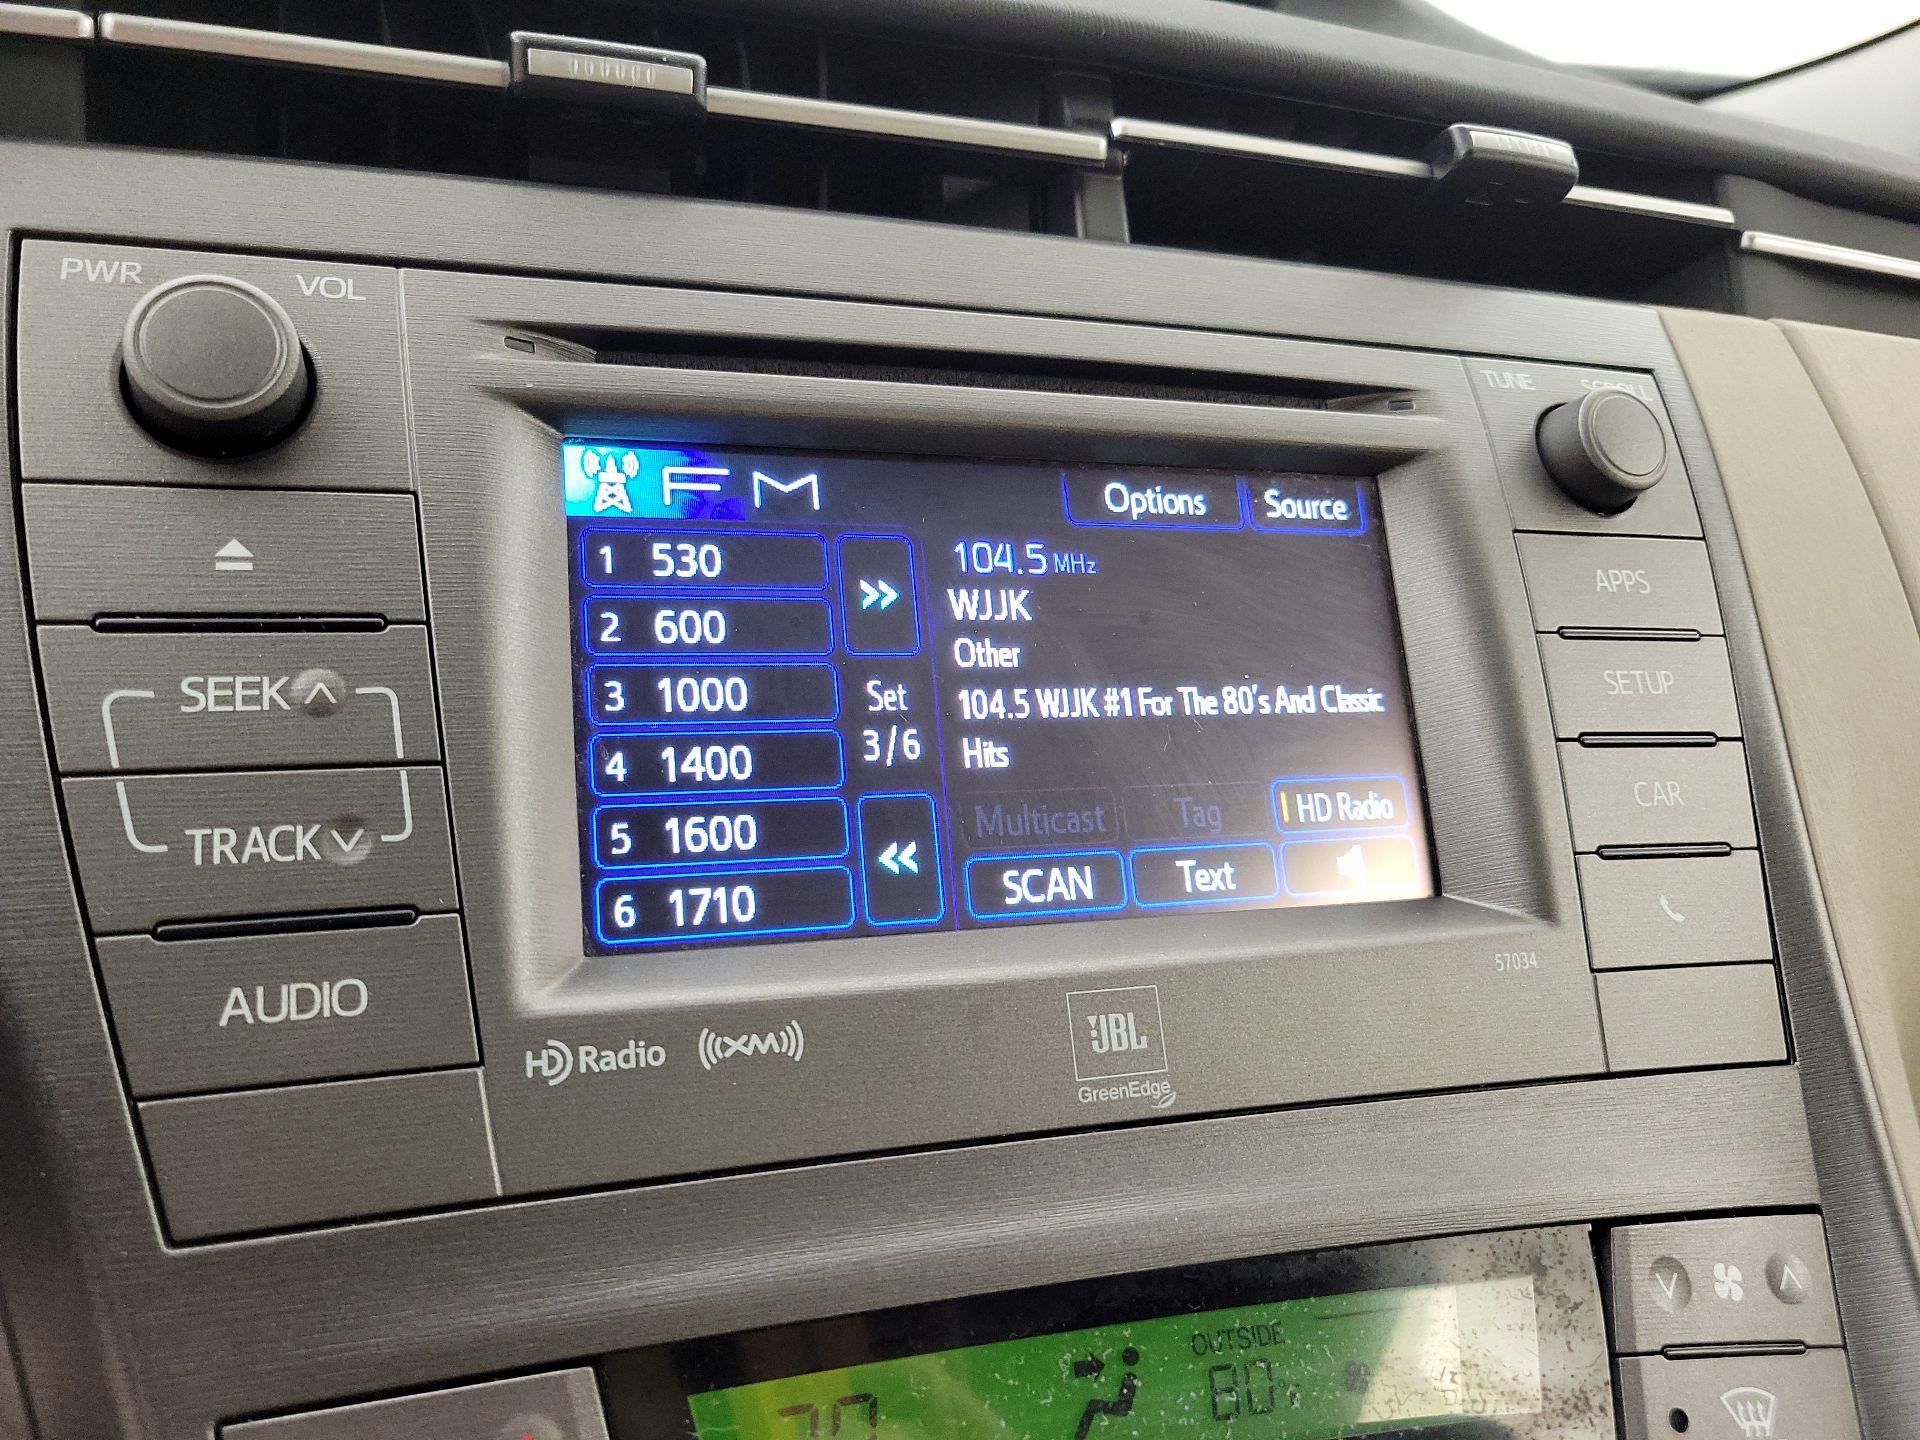 PWR
VOL
TUNE
SCROLL
FM
Options
Source
1 530
2 600
3 1000
4 1400
5 1600
6 1710
Set
3/6
104.5 MHz
WJJK
Other
104.5 WJJK #1 For The 80's And Classic
Hits
Multicast
Tag
HD Radio
SCAN
Text
SEEK
TRACK
AUDIO
APPS
SETUP
CAR
57034
HD Radio
XM
JBL
GreenEdge
OUTSIDE
80°F